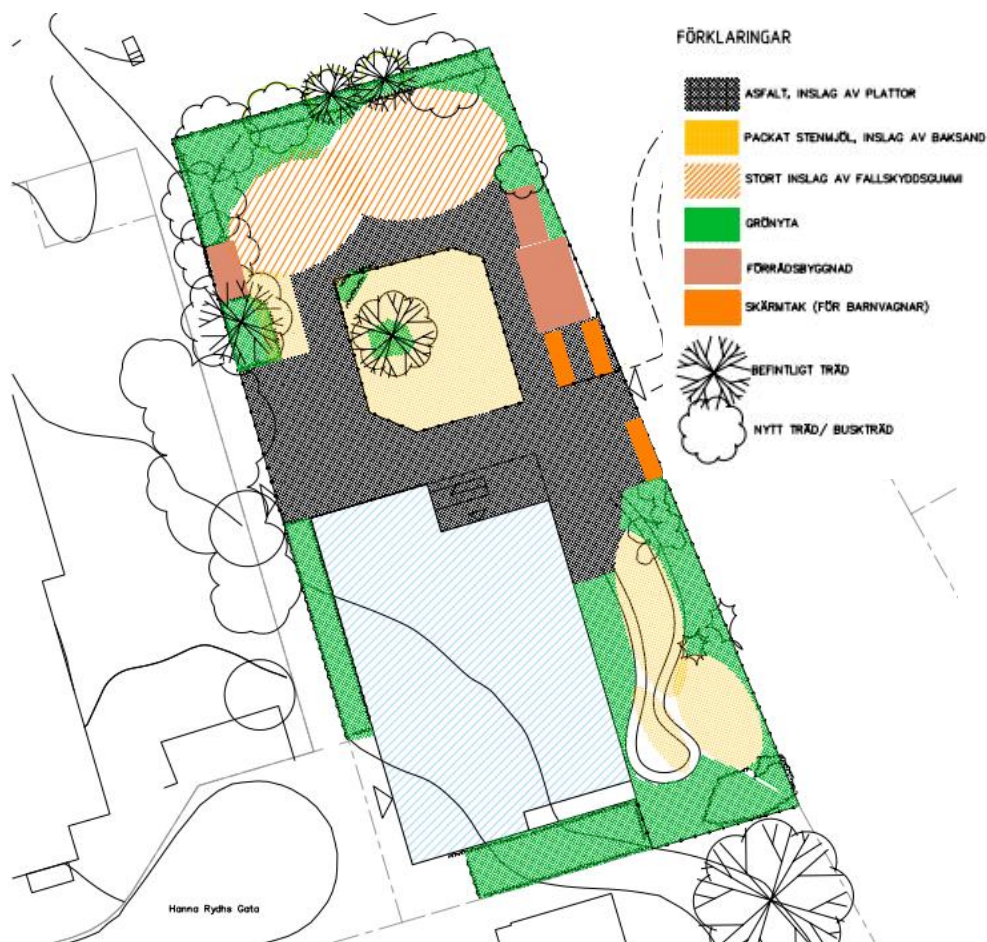 FÖRKLARINGAR
ASFALT, INSLAG AV PLATTOR
PACKAT STENMJÖL, INSLAG AV BAKSAND
STORT INSLAG AV FALLSKYDDSGUMMI
GRÖNYTA
FÖRRÅDSBYGGNAD
SKÄRMTAK (FÖR BARNVAGNAR)
BEFINTLIGT TRÄD
NYTT TRÄD/ BUSKTRÄD
Hanna Rydhs Gata